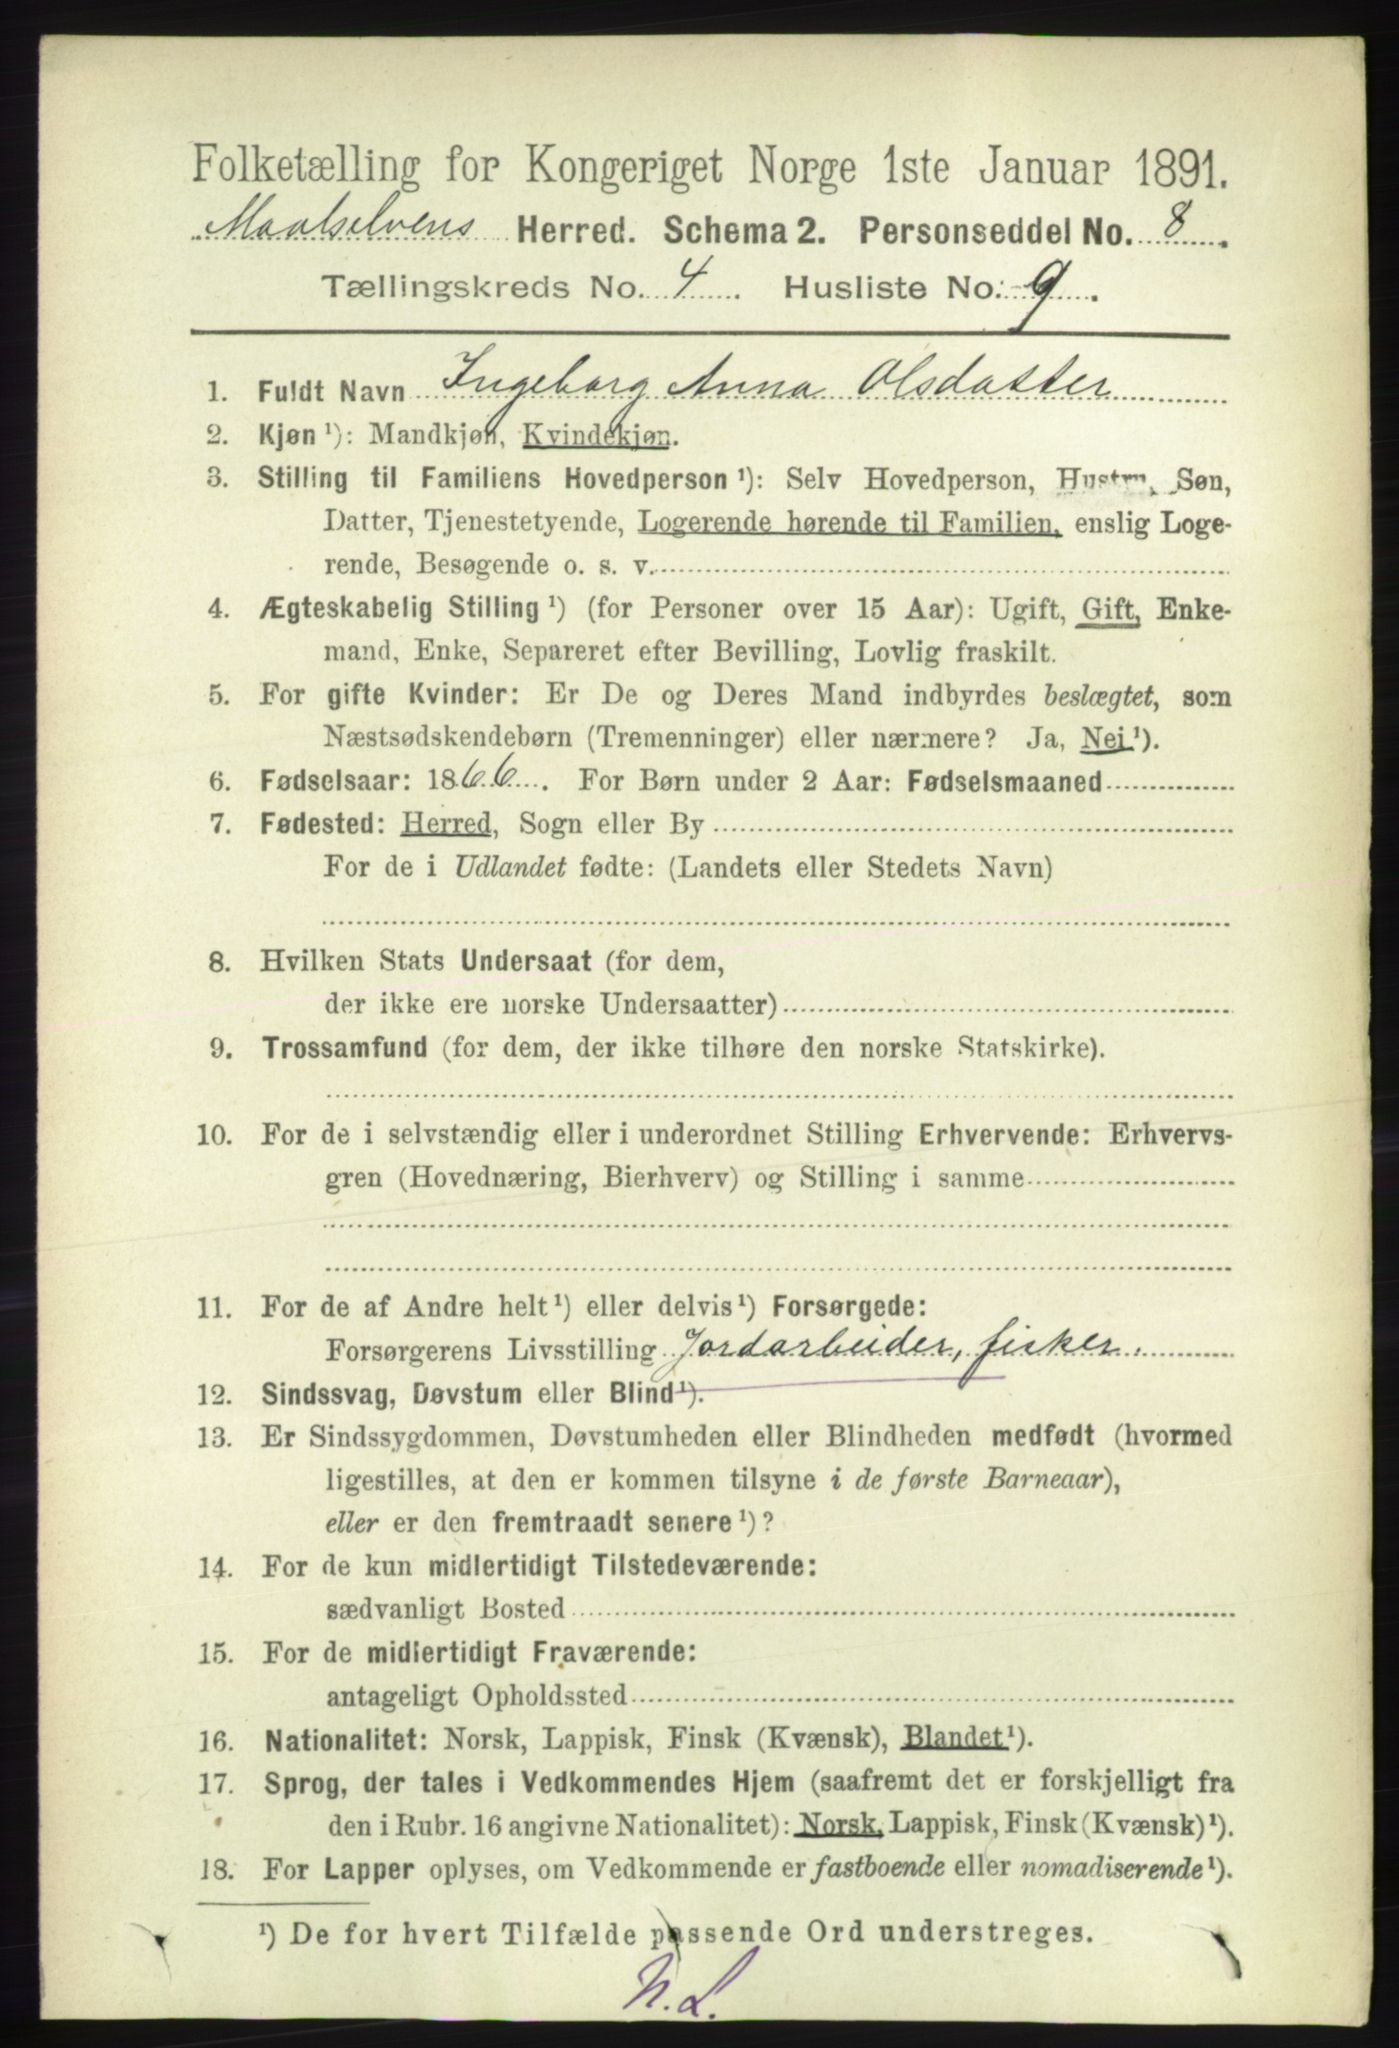 Folketælling for Kongeriget Norge 1ste Januar 1891.
Maalselvens Herred. Schema 2. Personseddel No. 8.
Tællingskreds No. 4. Husliste No. 9.
1. Fuldt Navn Ingeborg Anna Olsdatter
2. Kjøn ¹): Mandkjøn, Kvindekjøn.
3. Stilling til Familiens Hovedperson ¹): Selv Hovedperson, Hustru, Søn,
Datter, Tjenestetyende, Logerende hørende til Familien, enslig Loge-
rende, Besøgende o. s. v.
4. Ægteskabelig Stilling ¹) (for Personer over 15 Aar): Ugift, Gift, Enke-
mand, Enke, Separeret efter Bevilling, Lovlig fraskilt.
5. For gifte Kvinder: Er De og Deres Mand indbyrdes beslægtet, som
Næstsødskendebørn (Tremenninger) eller nærmere? Ja, Nei ¹).
6. Fødselsaar: 1866. For Børn under 2 Aar: Fødselsmaaned
7. Fødested: Herred, Sogn eller By
For de i Udlandet fødte: (Landets eller Stedets Navn)
8. Hvilken Stats Undersaat (for dem,
der ikke ere norske Undersaatter)
9. Trossamfund (for dem, der ikke tilhøre den norske Statskirke).
10. For de i selvstændig eller i underordnet Stilling Erhvervende: Erhvervs-
gren (Hovednæring, Bierhverv) og Stilling i samme
11. For de af Andre helt ¹) eller delvis ¹) Forsørgede:
Forsørgerens Livsstilling Jordarbeider, fisker.
12. Sindssvag, Døvstum eller Blind ¹).
13. Er Sindssygdommen, Døvstumheden eller Blindheden medfødt (hvormed
ligestilles, at den er kommen tilsyne i de første Barneaar),
eller er den fremtraadt senere ¹)?
14. For de kun midlertidigt Tilstedeværende:
sædvanligt Bosted
15. For de midlertidigt Fraværende:
antageligt Opholdssted
16. Nationalitet: Norsk, Lappisk, Finsk (Kvænsk), Blandet ¹).
17. Sprog, der tales i Vedkommendes Hjem (saafremt det er forskjelligt fra
den i Rubr. 16 angivne Nationalitet): Norsk, Lappisk, Finsk (Kvænsk) ¹).
18. For Lapper oplyses, om Vedkommende er fastboende eller nomadiserende ¹).
¹) De for hvert Tilfælde passende Ord understreges.
N. L.